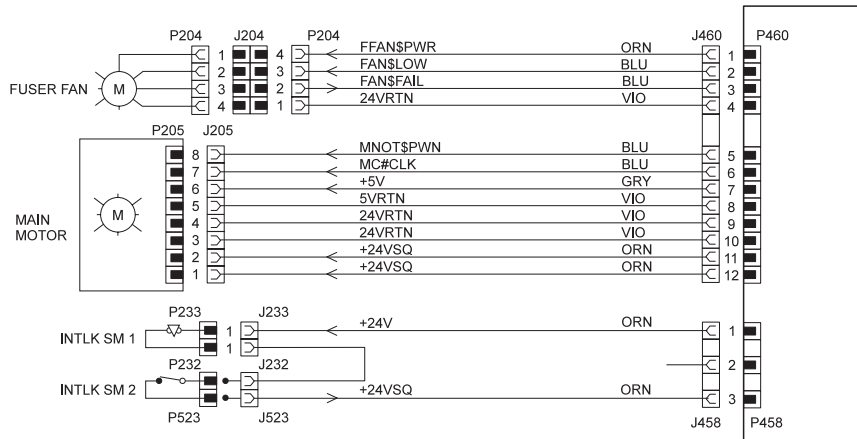 P204 J204 P204 J460 P460
1 4 FFAN$PWR ORN 1
2 3 FAN$LOW BLU 2
FUSER FAN M 3 2 FAN$FAIL BLU 3
4 1 24VRTN VIO 4
P205 J205
8 MNOT$PWN BLU 5
7 MC#CLK BLU 6
6 +5V GRY 7
M 5 5VRTN VIO 8
MAIN
MOTOR
4 24VRTN VIO 9
3 24VRTN VIO 10
2 +24VSQ ORN 11
1 +24VSQ ORN 12
P233 J233
INTLK SM 1 1 +24V ORN 1
1
P232 J232 2
INTLK SM 2 +24VSQ ORN 3
P523 J523 J458 P458